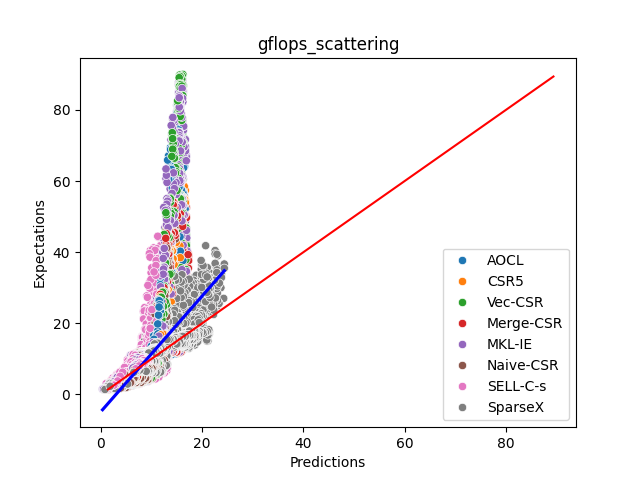 gflops_scattering
Expectations
80
60
40
20
0
0 20 40 60 80
Predictions
AOCL
CSR5
Vec-CSR
Merge-CSR
MKL-IE
Naive-CSR
SELL-C-s
SparseX